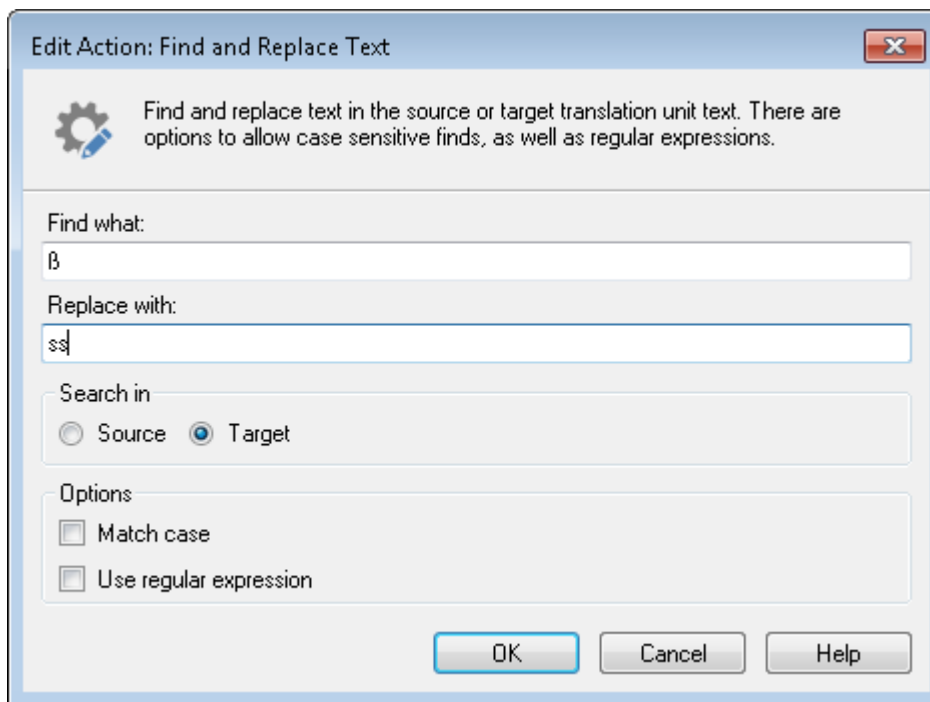 Edit Action: Find and Replace Text
Find and replace text in the source or target translation unit text. There are
options to allow case sensitive finds, as well as regular expressions.
Find what:
ß
Replace with:
ss
Search in
Source Target
Options
Match case
Use regular expression
OK Cancel Help